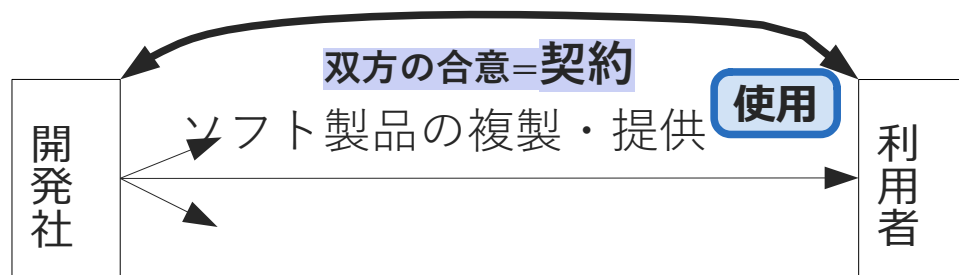 双方の合意=契約
使用
ソフト製品の複製・提供
開発社
利用者